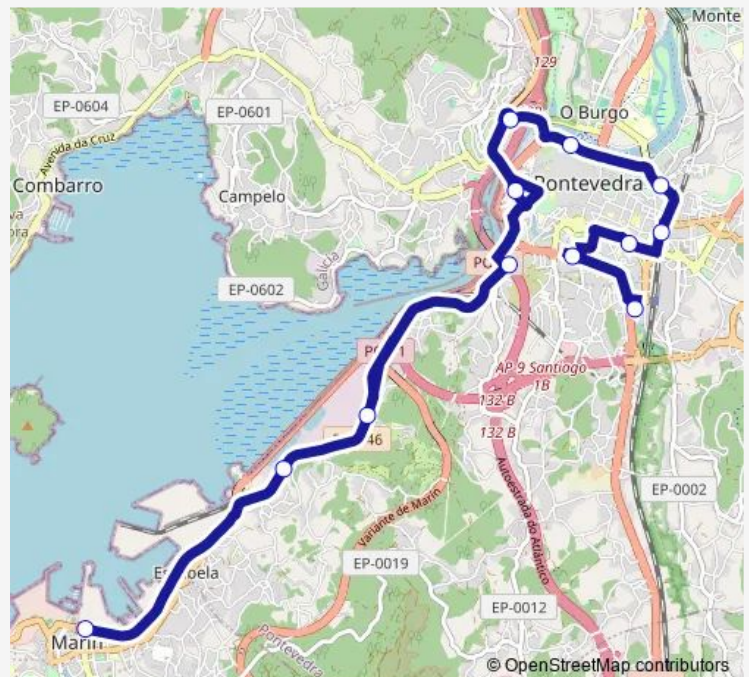 Monte
129
EP-0604
EP-0601
O Burgo
Avenida da Cruz
Combarro
Campelo
Pontevedra
Galicia
EP-0602
AP 9 Santiago
1B
132 B
132 B
46
Variante de Marín
Autoestrada do Atlántico
EP-0002
EP-0019
EP-0012
Pontevedra
Marín
© OpenStreetMap contributors